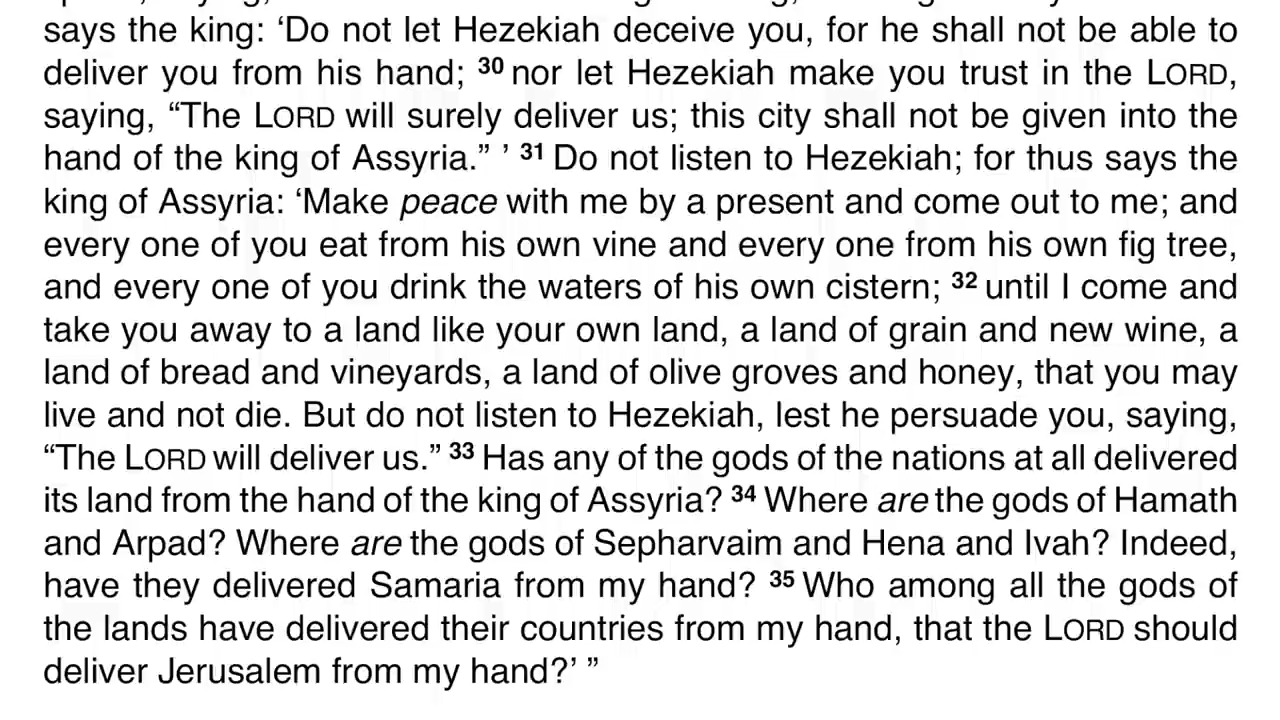 says the king: ‘Do not let Hezekiah deceive you, for he shall not be able to
deliver you from his hand; 30 nor let Hezekiah make you trust in the LORD,
saying, “The LORD will surely deliver us; this city shall not be given into the
hand of the king of Assyria.” ’ 31 Do not listen to Hezekiah; for thus says the
king of Assyria: ‘Make peace with me by a present and come out to me; and
every one of you eat from his own vine and every one from his own fig tree,
and every one of you drink the waters of his own cistern; 32 until I come and
take you away to a land like your own land, a land of grain and new wine, a
land of bread and vineyards, a land of olive groves and honey, that you may
live and not die. But do not listen to Hezekiah, lest he persuade you, saying,
“The LORD will deliver us.” 33 Has any of the gods of the nations at all delivered
its land from the hand of the king of Assyria? 34 Where are the gods of Hamath
and Arpad? Where are the gods of Sepharvaim and Hena and Ivah? Indeed,
have they delivered Samaria from my hand? 35 Who among all the gods of
the lands have delivered their countries from my hand, that the LORD should
deliver Jerusalem from my hand?’ ”